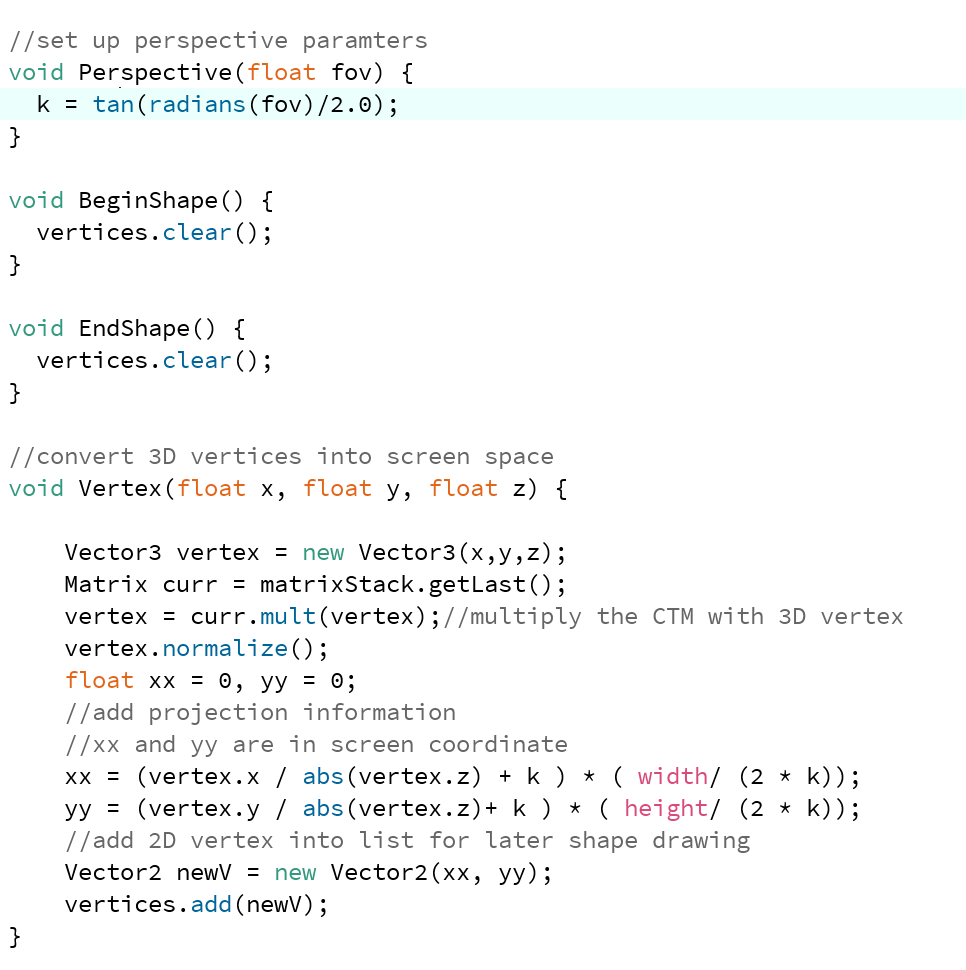 //set up perspective paramters
void Perspective(float fov) {
  k = tan(radians(fov)/2.0);
}

void BeginShape() {
  vertices.clear();
}

void EndShape() {
  vertices.clear();
}

//convert 3D vertices into screen space
void Vertex(float x, float y, float z) {

    Vector3 vertex = new Vector3(x,y,z);
    Matrix curr = matrixStack.getLast();
    vertex = curr.mult(vertex);//multiply the CTM with 3D vertex
    vertex.normalize();
    float xx = 0, yy = 0;
    //add projection information
    //xx and yy are in screen coordinate
    xx = (vertex.x / abs(vertex.z) + k ) * ( width/ (2 * k));
    yy = (vertex.y / abs(vertex.z)+ k ) * ( height/ (2 * k));
    //add 2D vertex into list for later shape drawing
    Vector2 newV = new Vector2(xx, yy);
    vertices.add(newV);
}